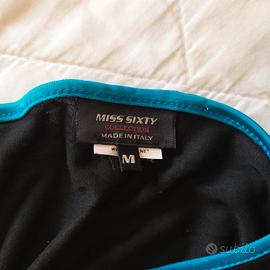 MISS SIXTY
COLLECTION
MADE IN ITALY
M
subito